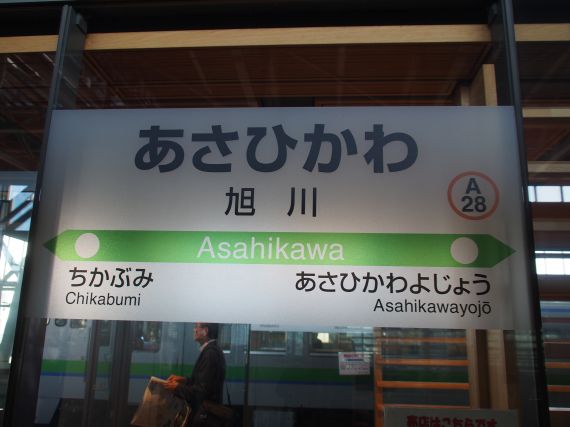 あさひかわ
旭川
A
28
Asahikawa
ちかぶみ
Chikabumi
あさひかわよじょう
Asahikawayojō